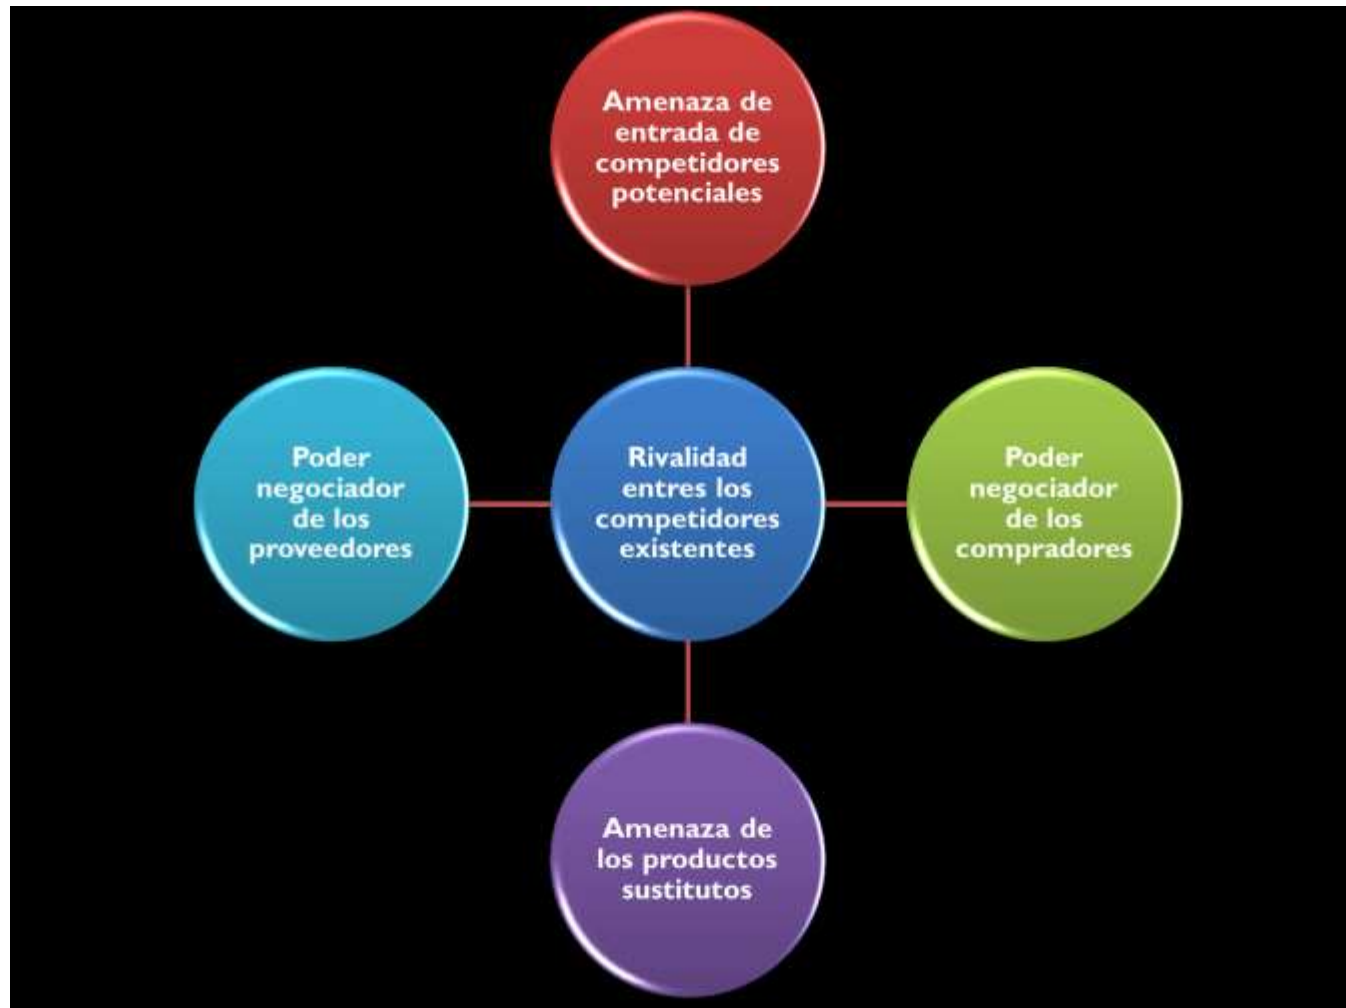 Amenaza de
entrada de
competidores
potenciales
Poder
negociador
de los
proveedores
Rivalidad
entres los
competidores
existentes
Poder
negociador
de los
compradores
Amenaza de
los productos
sustitutos